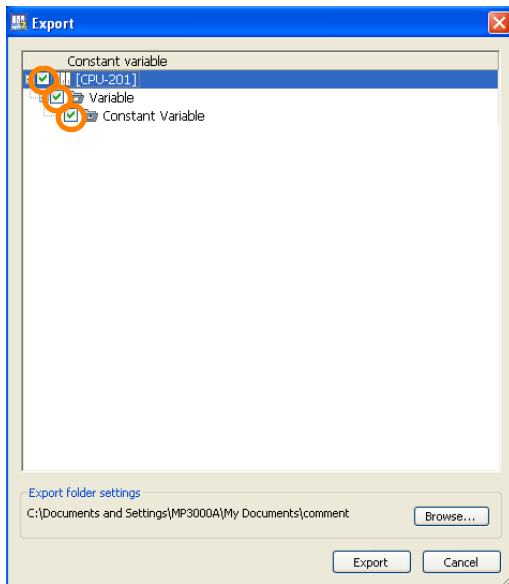 Export
Constant variable
[CPU-201]
Variable
Constant Variable
Export folder settings
C:\Documents and Settings\MP3000A\My Documents\comment
Browse...
Export Cancel